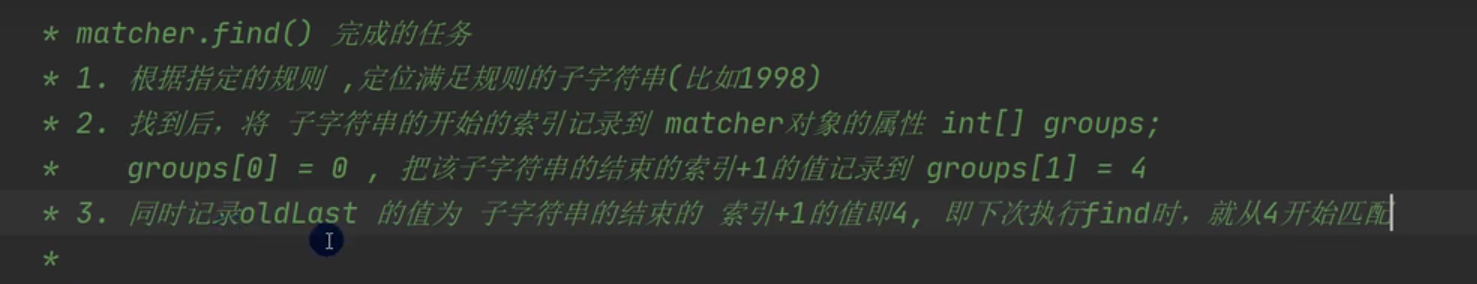 * matcher.find() 完成的任务
* 1. 根据指定的规则 ,定位满足规则的子字符串(比如1998)
* 2. 找到后，将 子字符串的开始的索引记录到 matcher对象的属性 int[] groups;
*    groups[0] = 0 , 把该子字符串的结束的索引+1的值记录到 groups[1] = 4
* 3. 同时记录oldLast 的值为 子字符串的结束的 索引+1的值即4, 即下次执行find时，就从4开始匹配
*